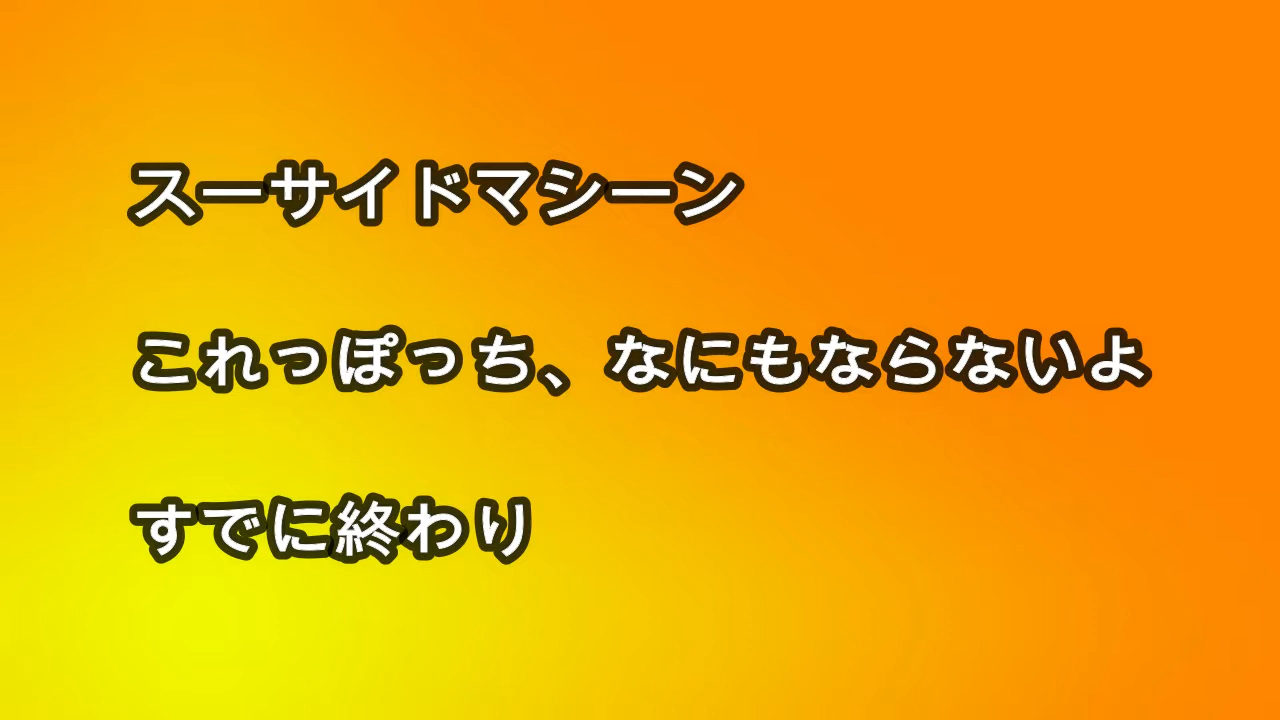 スーサイドマシーン
これっぽっち、なにもならないよ
すでに終わり